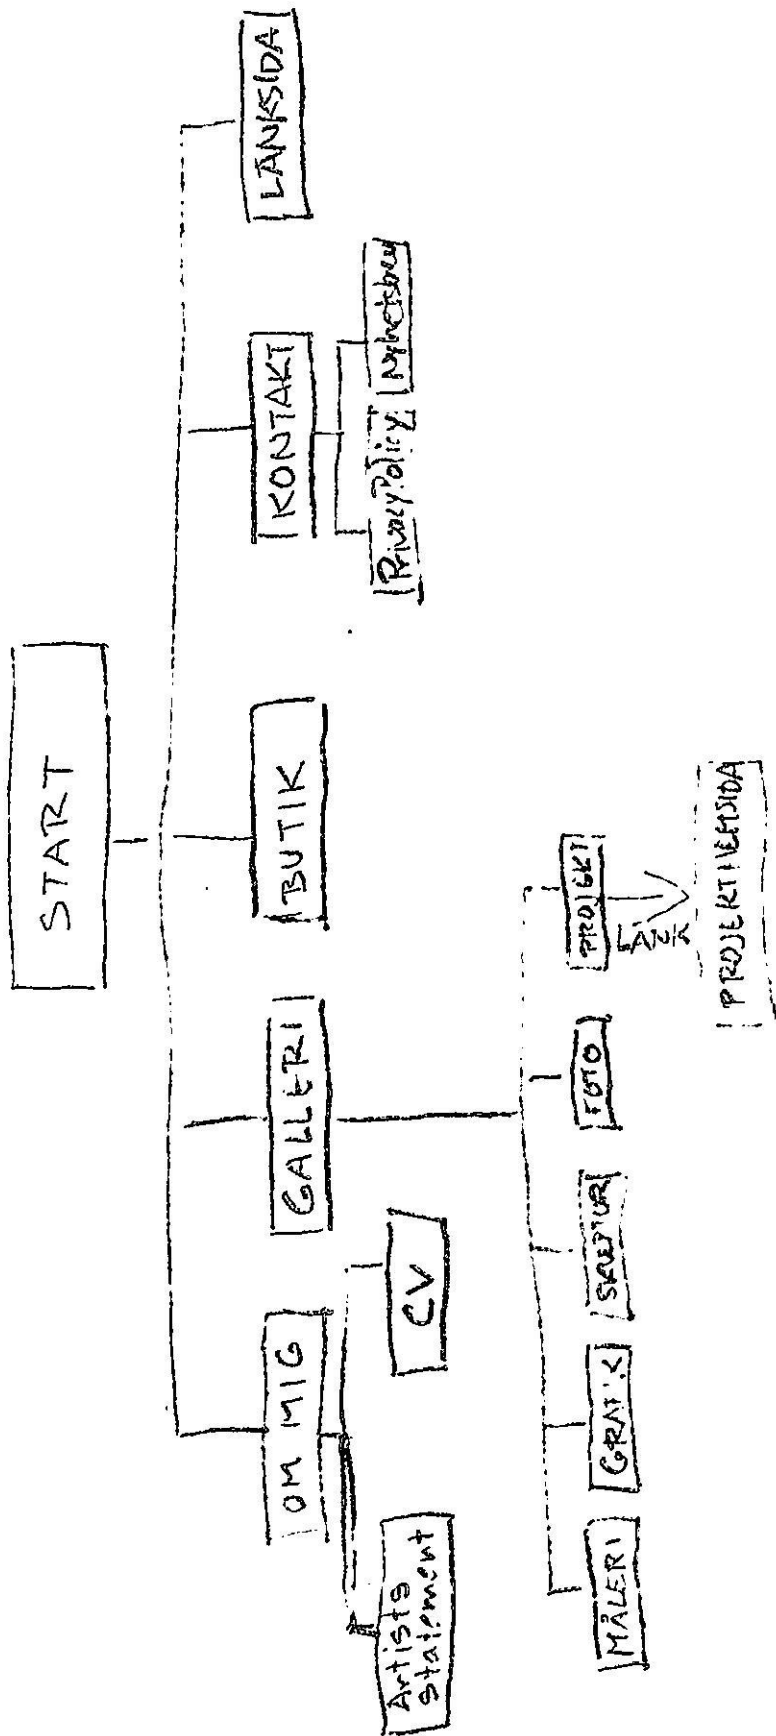 START
OM MIG
GALLERI
BUTIK
KONTAKT
LÄNKSIDA
Artists
Statement
CV
Privacy Policy
Nyhetsbrev
MÅLERI
GRAFIK
SKULPTUR
FOTO
PROJEKT
LÄNK
PROJEKTHEMSIDA